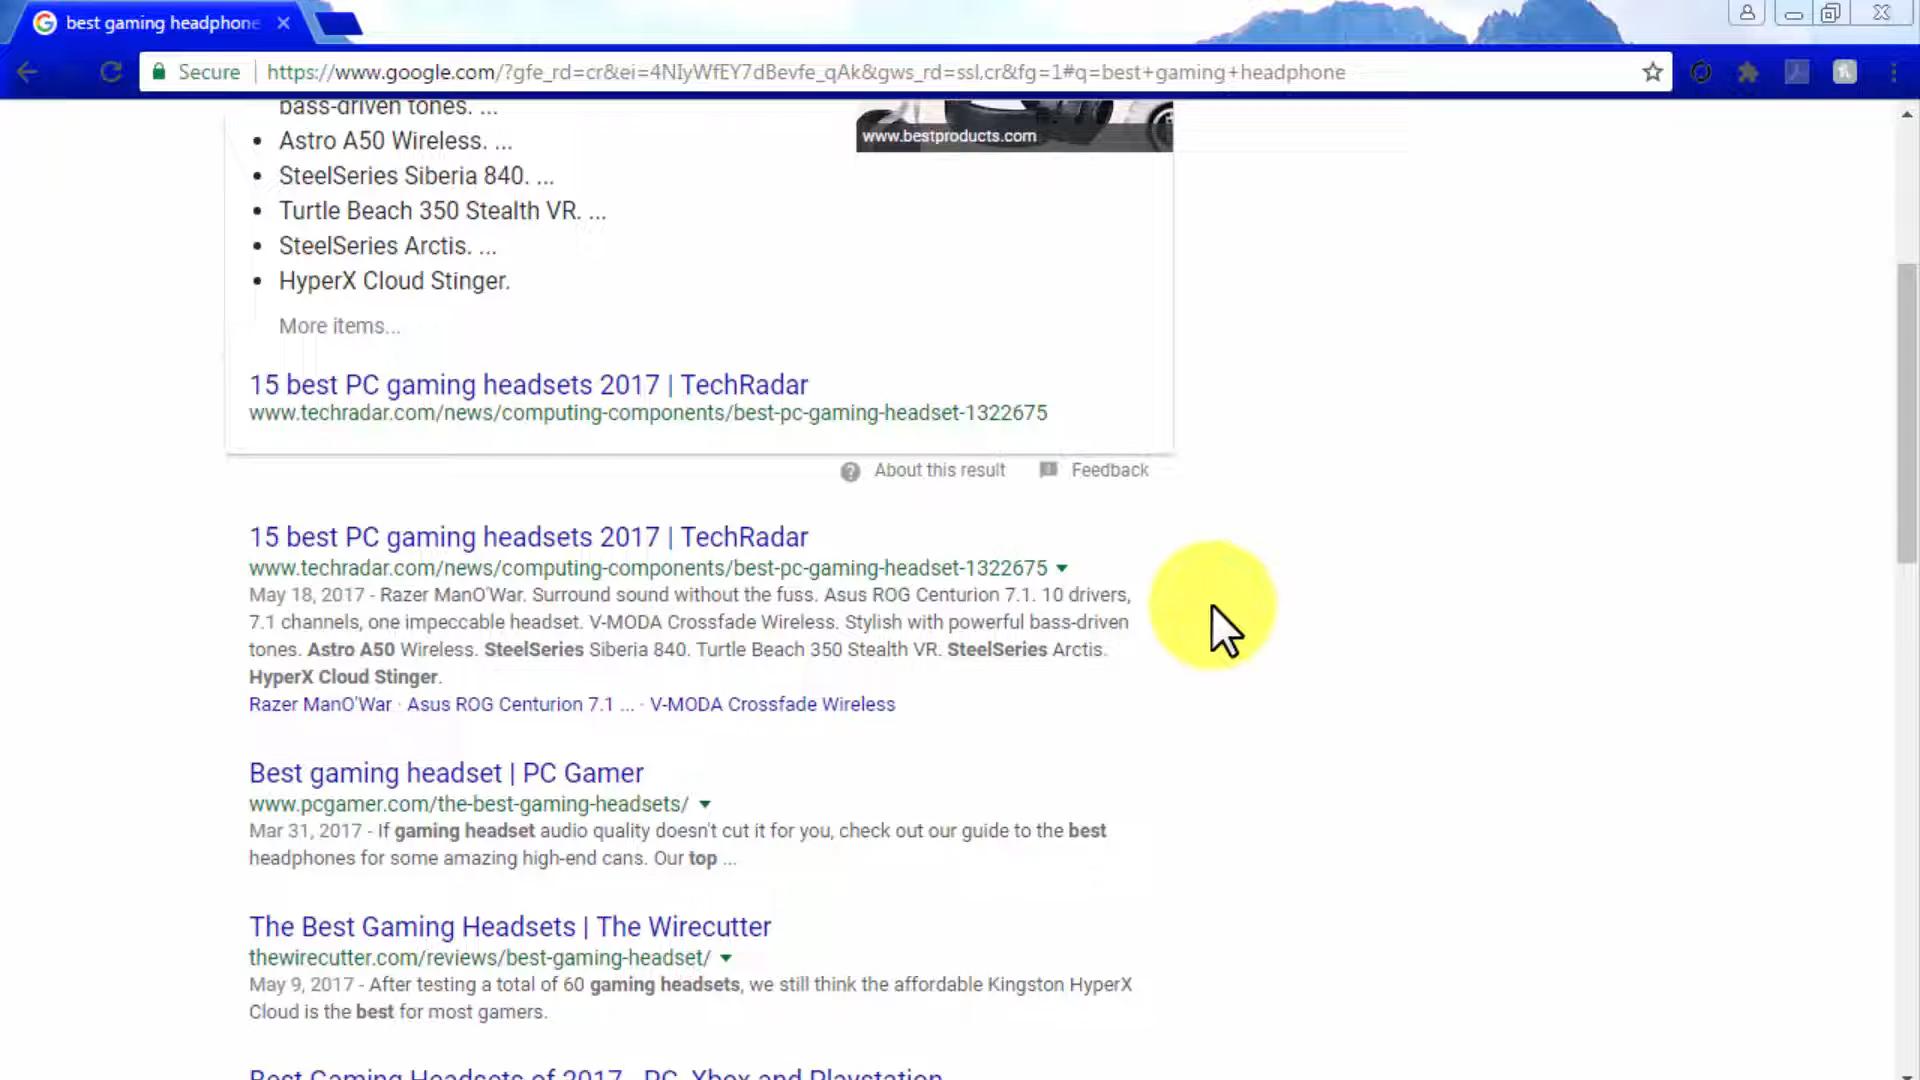 best gaming headphone
Secure https://www.google.com/?gfe_rd=cr&ei=4NIyWfEY7dBevfe_qAk&gws_rd=ssl,cr&fg=1#q=best+gaming+headphone
bass-driven tones. ...
www.bestproducts.com
Astro A50 Wireless. ...
SteelSeries Siberia 840. ...
Turtle Beach 350 Stealth VR. ...
SteelSeries Arctis. ...
HyperX Cloud Stinger.
More items...
15 best PC gaming headsets 2017 | TechRadar
www.techradar.com/news/computing-components/best-pc-gaming-headset-1322675
About this result Feedback
15 best PC gaming headsets 2017 | TechRadar
www.techradar.com/news/computing-components/best-pc-gaming-headset-1322675
May 18, 2017 - Razer ManO'War. Surround sound without the fuss. Asus ROG Centurion 7.1. 10 drivers,
7.1 channels, one impeccable headset. V-MODA Crossfade Wireless. Stylish with powerful bass-driven
tones. Astro A50 Wireless. SteelSeries Siberia 840. Turtle Beach 350 Stealth VR. SteelSeries Arctis.
HyperX Cloud Stinger.
Razer ManO'War · Asus ROG Centurion 7.1 ... · V-MODA Crossfade Wireless
Best gaming headset | PC Gamer
www.pcgamer.com/the-best-gaming-headsets/
Mar 31, 2017 - If gaming headset audio quality doesn't cut it for you, check out our guide to the best
headphones for some amazing high-end cans. Our top ...
The Best Gaming Headsets | The Wirecutter
thewirecutter.com/reviews/best-gaming-headset/
May 9, 2017 - After testing a total of 60 gaming headsets, we still think the affordable Kingston HyperX
Cloud is the best for most gamers.
Best Gaming Headsets of 2017 - PC, Xbox and Playstation